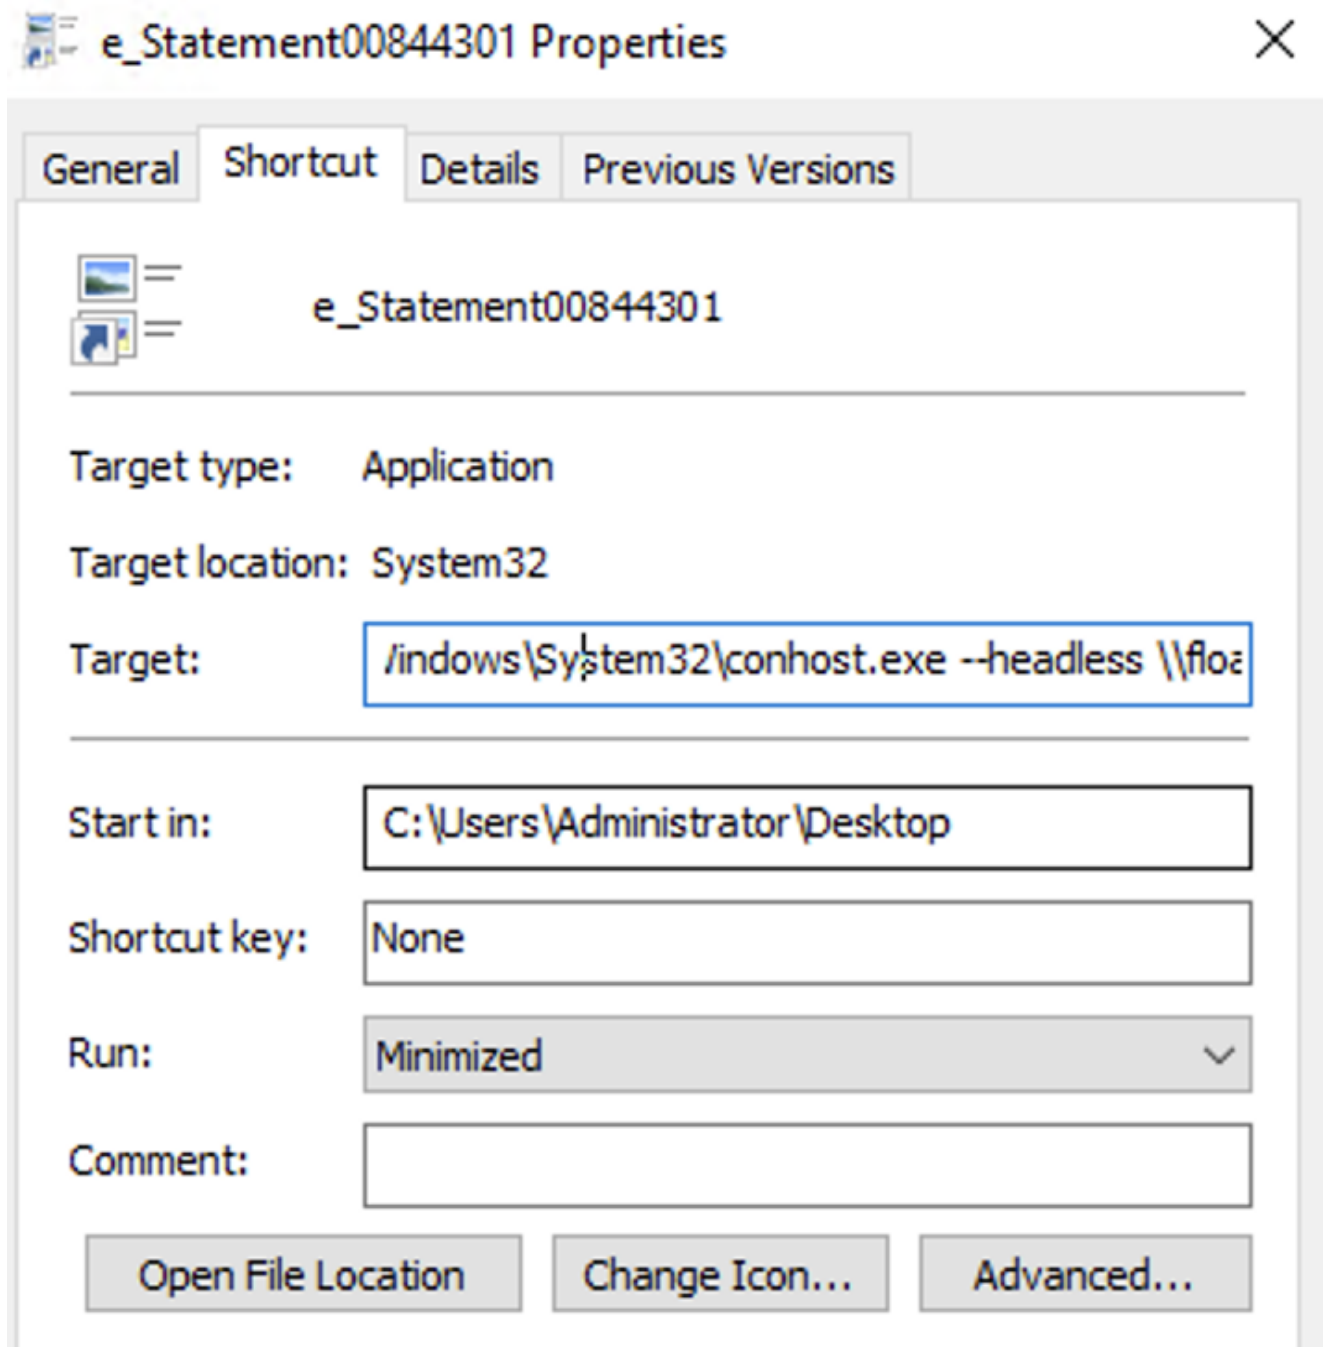 e_Statement00844301 Properties
General Shortcut Details Previous Versions
e_Statement00844301
Target type: Application
Target location: System32
Target: /indows\System32\conhost.exe --headless \\floa
Start in: C:\Users\Administrator\Desktop
Shortcut key: None
Run: Minimized
Comment:
Open File Location Change Icon... Advanced...